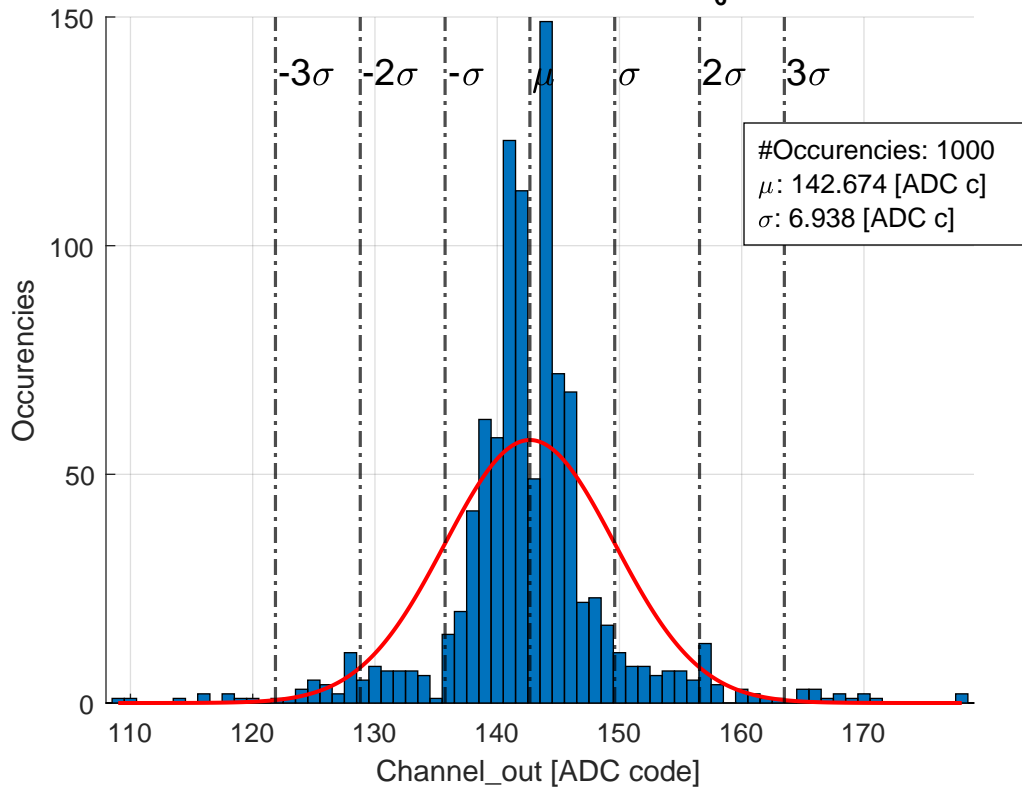 0
150
-3σ -2σ -σ μ σ 2σ 3σ
#Occurencies: 1000
μ: 142.674 [ADC c]
σ: 6.938 [ADC c]
100
50
0
Occurencies
110 120 130 140 150 160 170
Channel_out [ADC code]